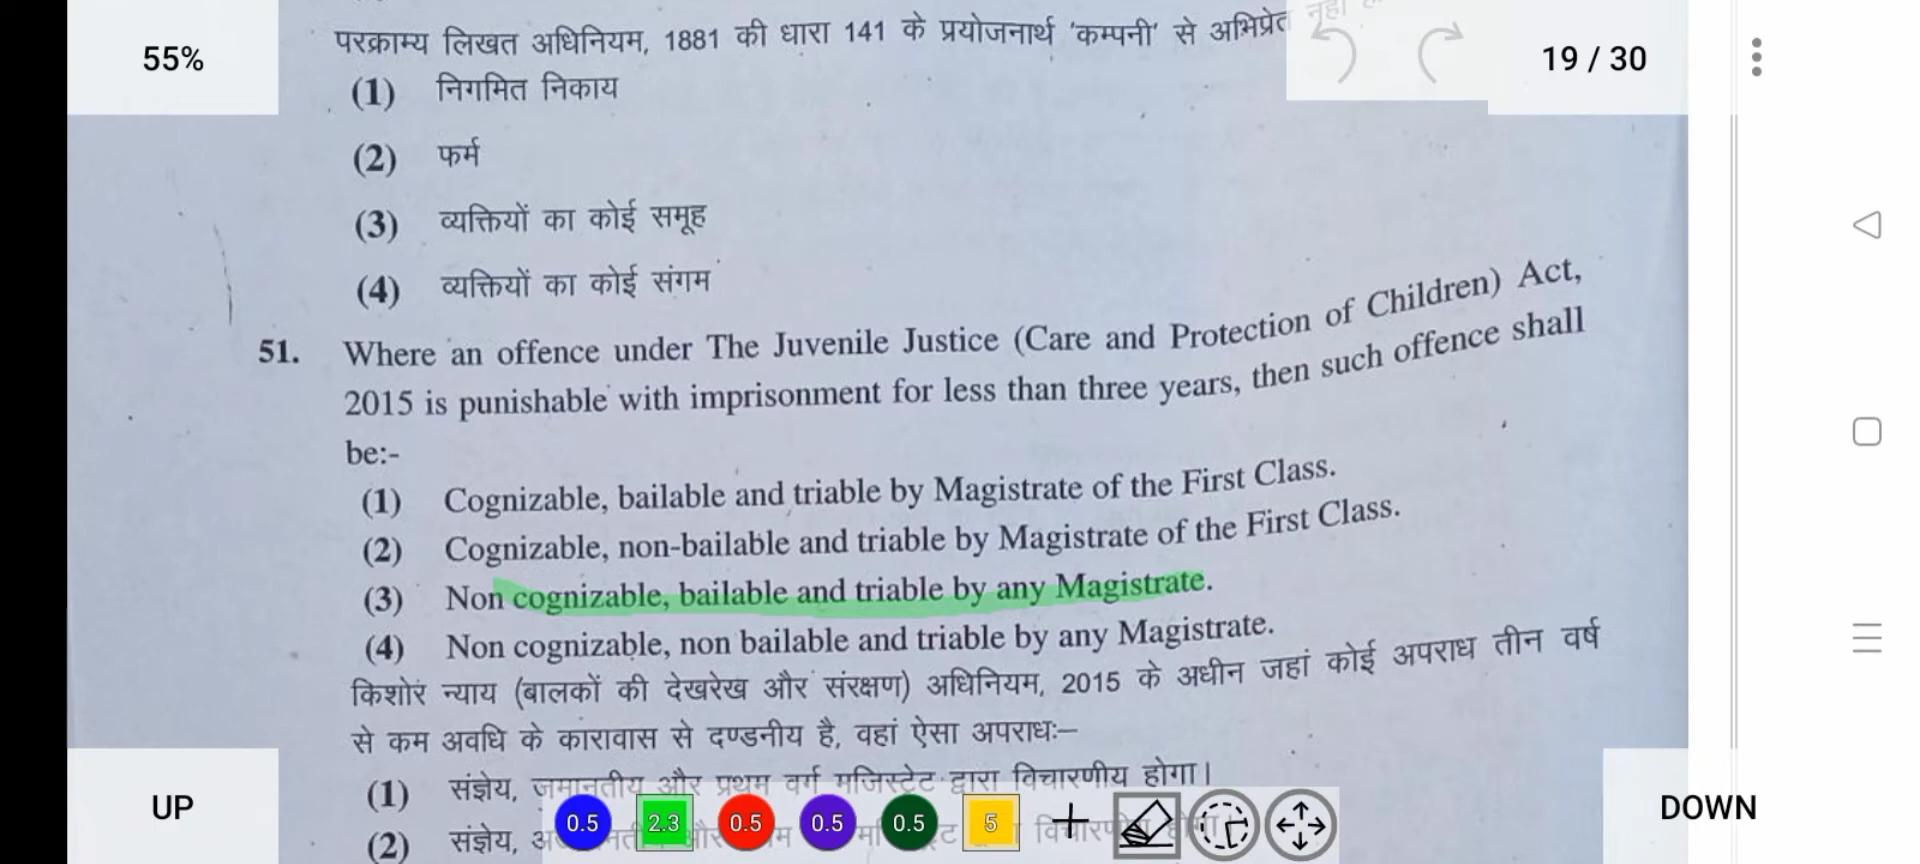 55%
19 / 30
परक्राम्य लिखत अधिनियम, 1881 की धारा 141 के प्रयोजनार्थ 'कम्पनी' से अभिप्रेत नहीं
(1) निगमित निकाय
(2) फर्म
(3) व्यक्तियों का कोई समूह
(4) व्यक्तियों का कोई संगम
51. Where an offence under The Juvenile Justice (Care and Protection of Children) Act,
2015 is punishable with imprisonment for less than three years, then such offence shall
be:-
(1) Cognizable, bailable and triable by Magistrate of the First Class.
(2) Cognizable, non-bailable and triable by Magistrate of the First Class.
(3) Non cognizable, bailable and triable by any Magistrate.
(4) Non cognizable, non bailable and triable by any Magistrate.
किशोर न्याय (बालकों की देखरेख और संरक्षण) अधिनियम, 2015 के अधीन जहां कोई अपराध तीन वर्ष
से कम अवधि के कारावास से दण्डनीय है, वहां ऐसा अपराधः–
(1) संज्ञेय, जमानतीय और प्रथम वर्ग मजिस्ट्रेट द्वारा विचारणीय होगा।
(2) संज्ञेय, और
UP
DOWN
0.5 2.3 0.5 0.5 0.5 5